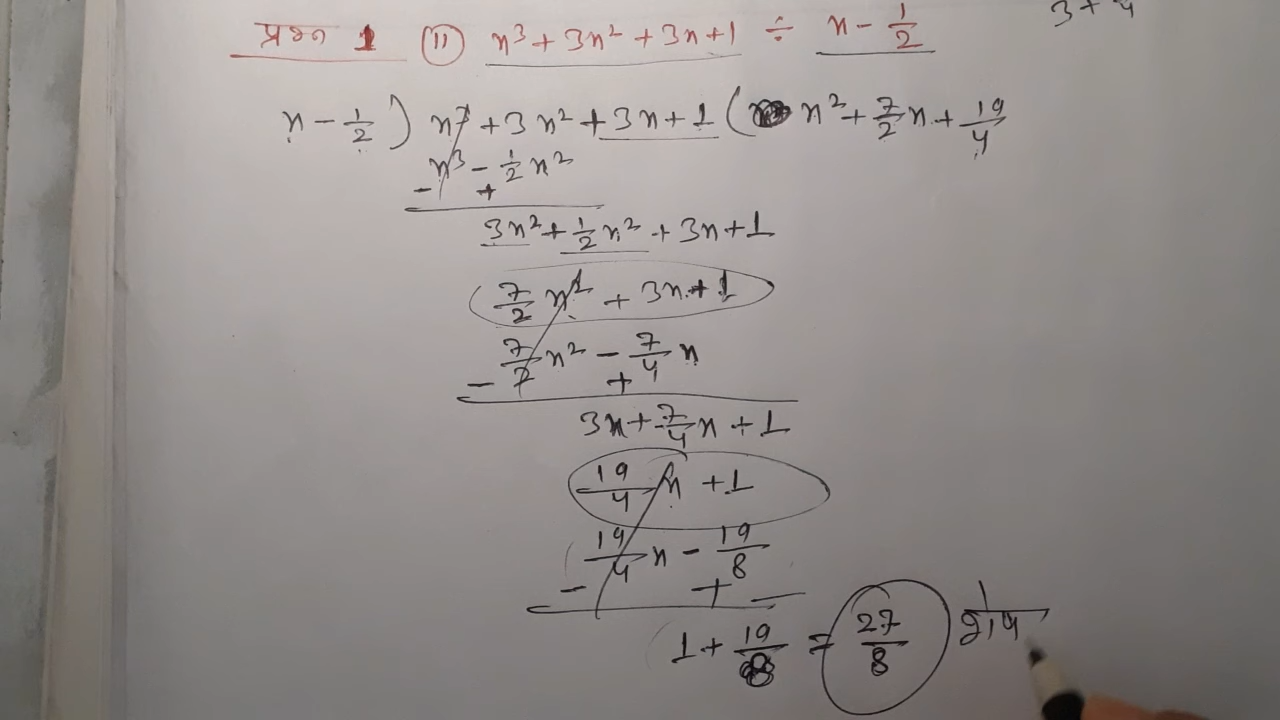 प्रश्न 1 (ii) x³ + 3x² + 3x + 1 ÷ x - 1/2
3 + 4
x - 1/2 ) x³ + 3x² + 3x + 1 ( x² + 7/2 x + 19/4
x³ - 1/2 x²
- +
3x² + 1/2 x² + 3x + 1
7/2 x² + 3x + 1
7/2 x² - 7/4 x
- +
3x + 7/4 x + 1
19/4 x + 1
19/4 x - 19/8
- +
1 + 19/8 = 27/8 शेष